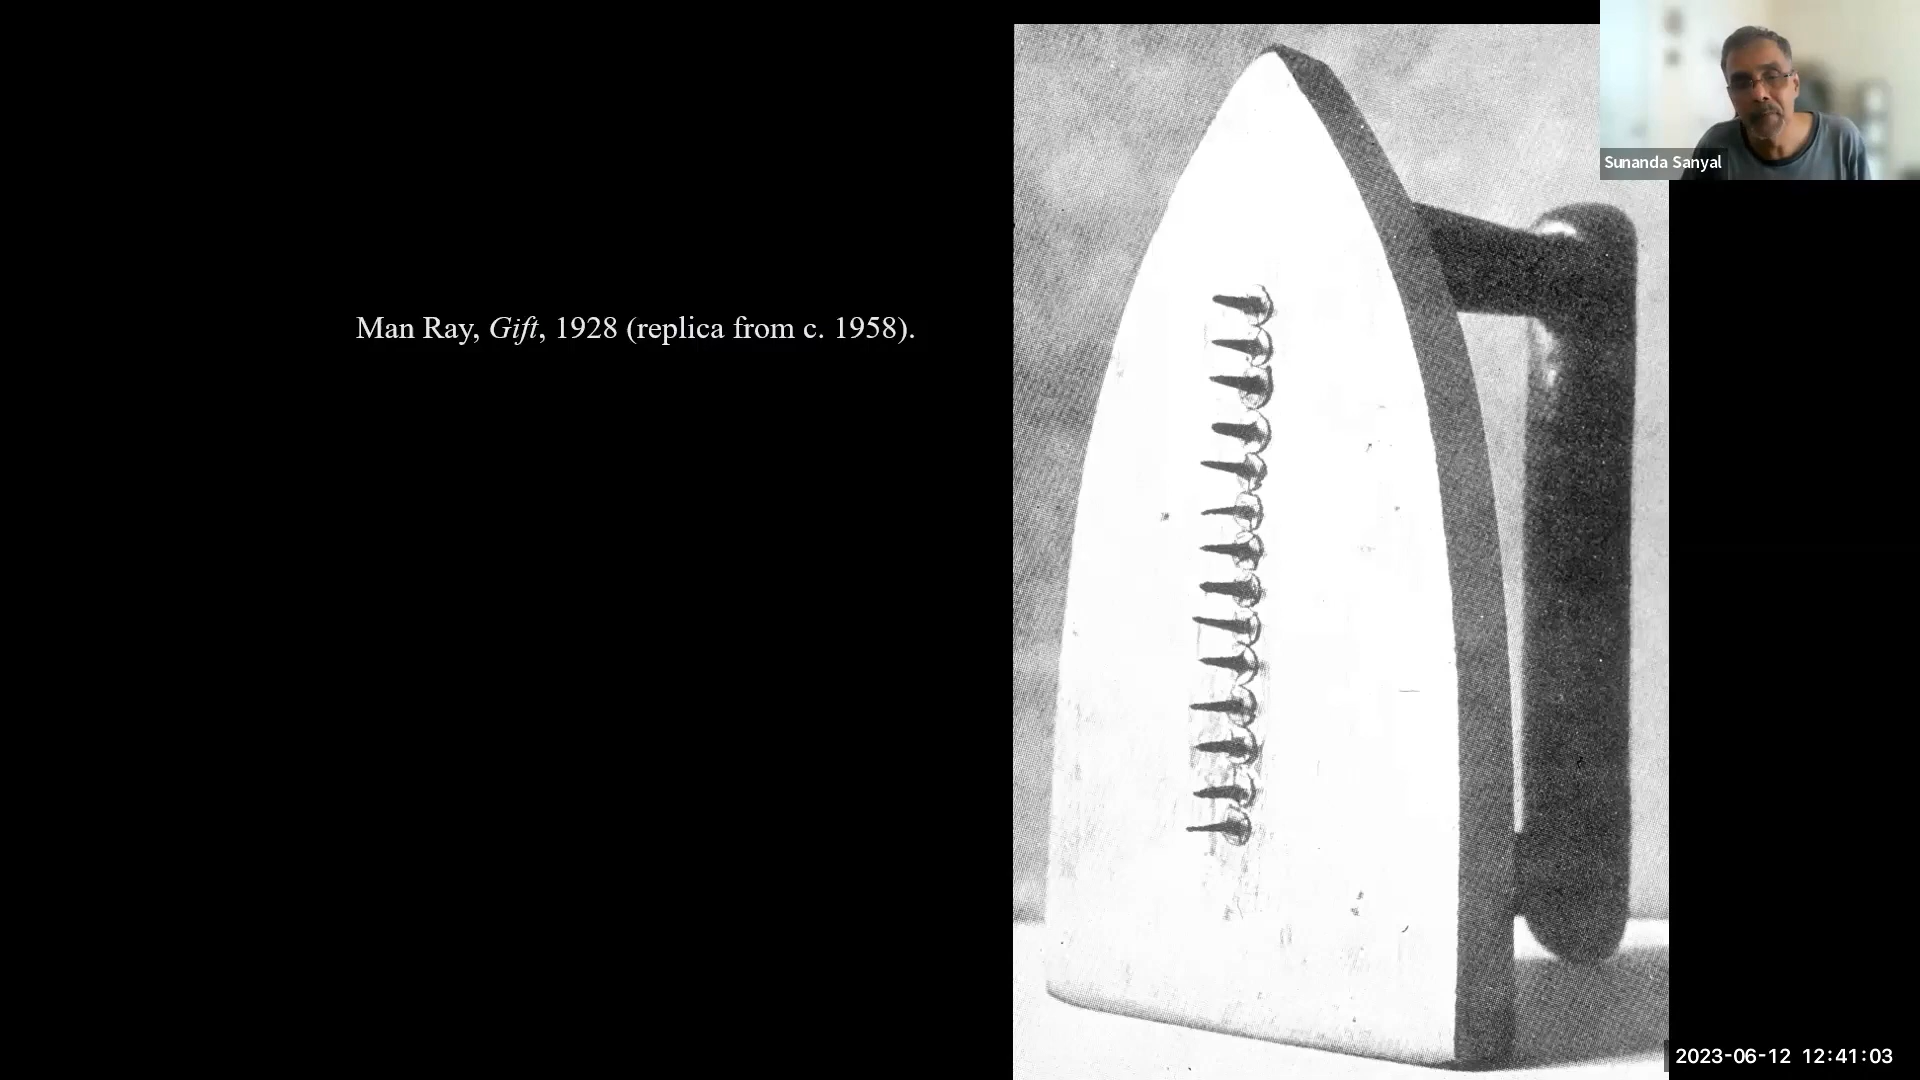 Sunanda Sanyal
Man Ray, Gift, 1928 (replica from c. 1958).
2023-06-12 12:41:03